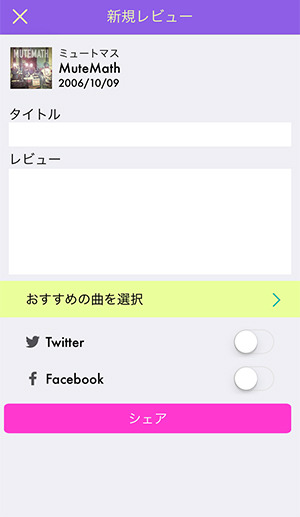 新規レビュー
MUTEMATH
ミュートマス
MuteMath
2006/10/09
タイトル
レビュー
おすすめの曲を選択
Twitter
Facebook
シェア